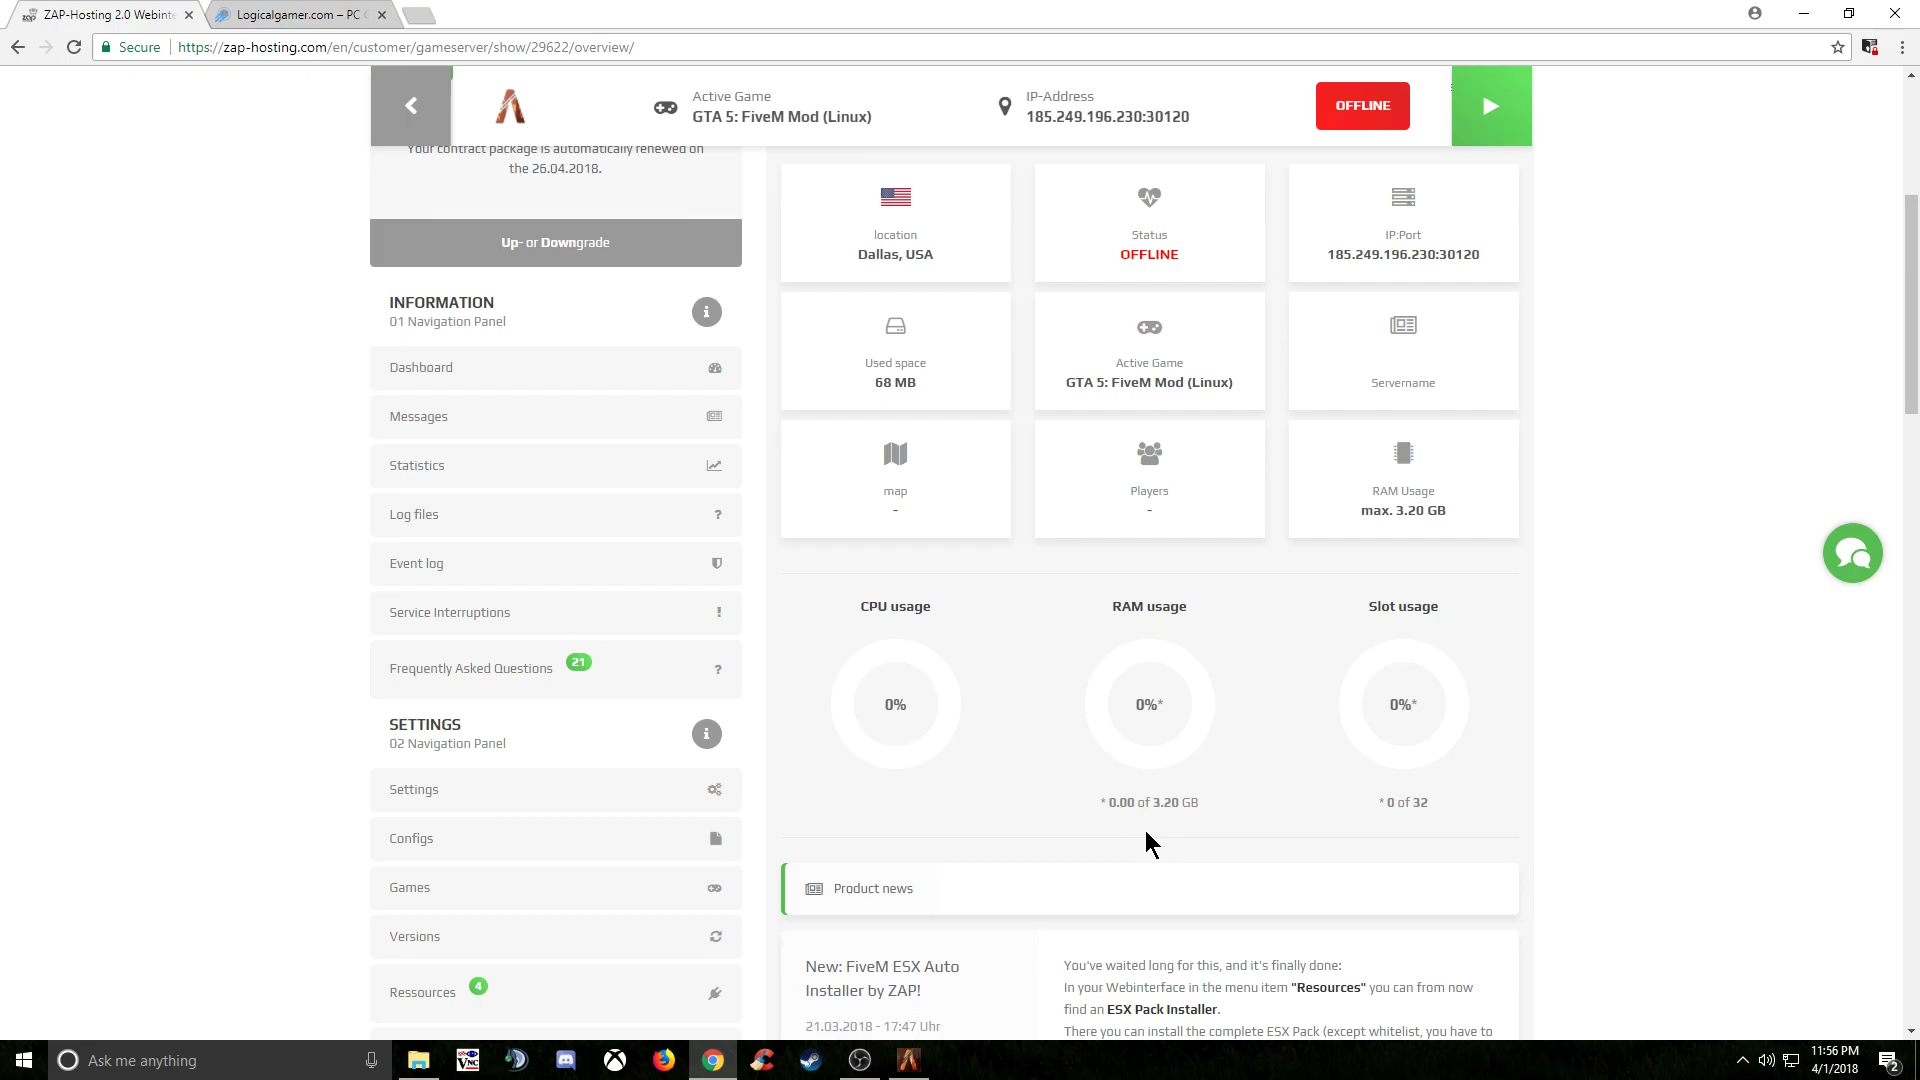 ZAP-Hosting 2.0 Webinte
Logicalgamer.com – PC G
Secure
https://zap-hosting.com/en/customer/gameserver/show/29622/overview/
Active Game
GTA 5: FiveM Mod (Linux)
IP-Address
185.249.196.230:30120
OFFLINE
Your contract package is automatically renewed on
the 26.04.2018.
Up- or Downgrade
INFORMATION
01 Navigation Panel
Dashboard
Messages
Statistics
Log files
Event log
Service Interruptions
Frequently Asked Questions 21
SETTINGS
02 Navigation Panel
Settings
Configs
Games
Versions
Ressources 4
location
Dallas, USA
Status
OFFLINE
IP:Port
185.249.196.230:30120
Used space
68 MB
Active Game
GTA 5: FiveM Mod (Linux)
Servername
map
-
Players
-
RAM Usage
max. 3.20 GB
CPU usage
RAM usage
Slot usage
0%
0%*
0%*
* 0.00 of 3.20 GB
* 0 of 32
Product news
New: FiveM ESX Auto
Installer by ZAP!
21.03.2018 - 17:47 Uhr
You've waited long for this, and it's finally done:
In your Webinterface in the menu item "Resources" you can from now
find an ESX Pack Installer.
There you can install the complete ESX Pack (except whitelist, you have to
Ask me anything
11:56 PM
4/1/2018
2